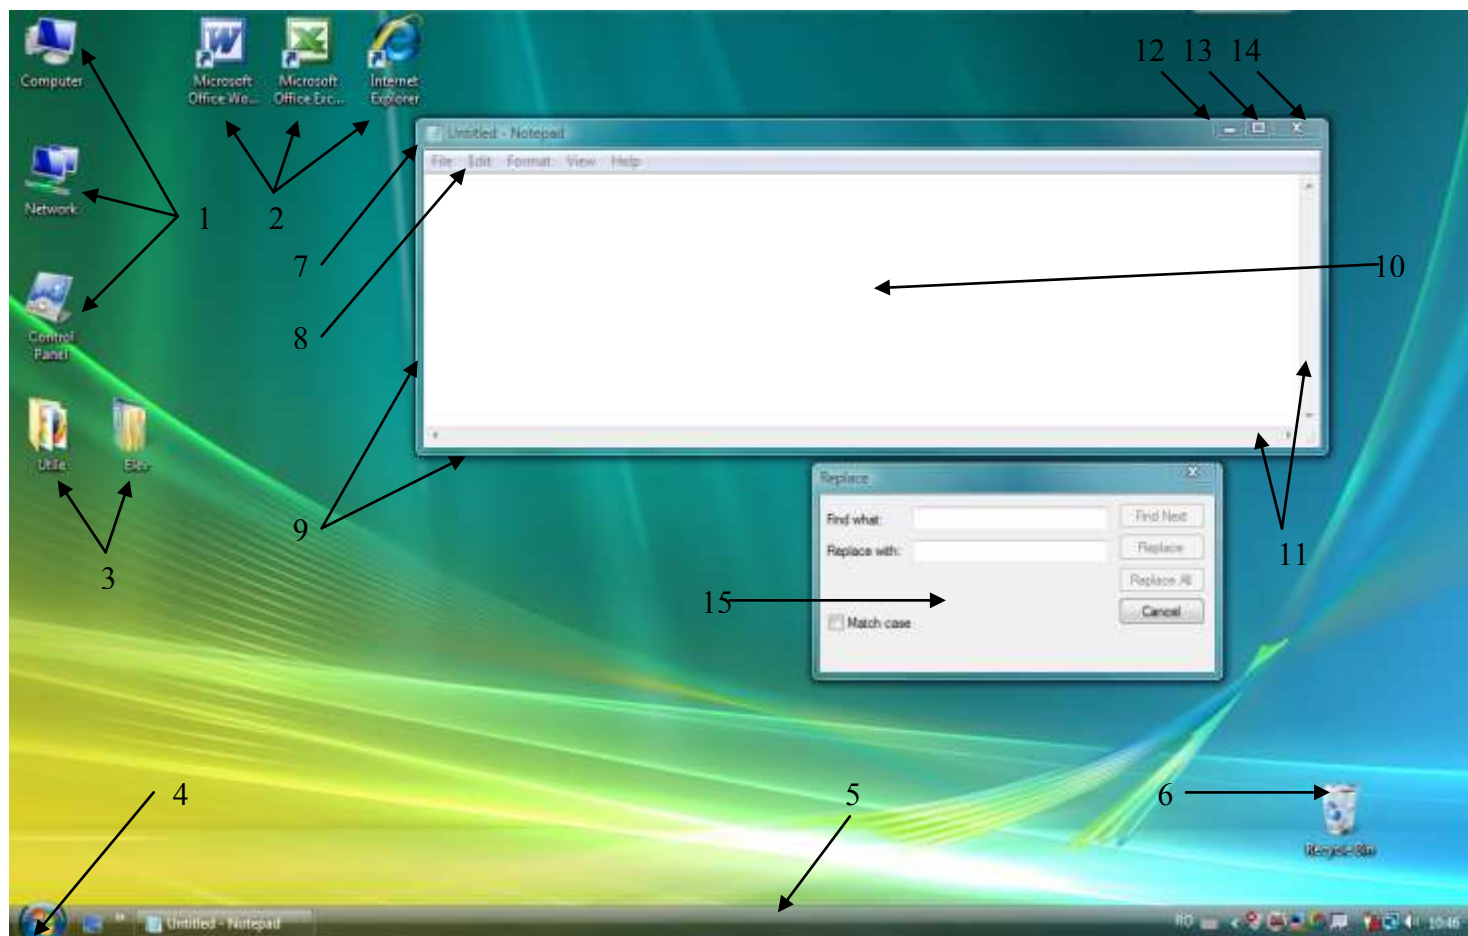 12 13 14
Computer
Microsoft Office Wo...
Microsoft Office Exc...
Internet Explorer
Untitled - Notepad
File Edit Format View Help
Network
1
2
7
10
8
Control Panel
Utile
Elev
9
Replace
Find what:
Find Next
Replace with:
Replace
11
3
Replace All
15
Cancel
Match case
4
5
6
Recycle Bin
Untitled - Notepad
RO
10:46